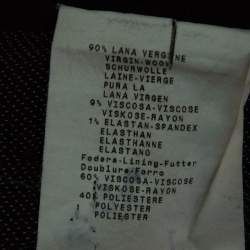 90% LANA VERGINE
VIRGIN-WOOL
SCHURWOLLE
LAINE-VIERGE
PURA LA
LANA VIRGEN
9% VISCOSA-VISCOSE
VISKOSE-RAYON
1% ELASTAN-SPANDEX
ELASTHAN
ELASTHANNE
ELASTANO
Fodera-Lining-Futter
Doublure-Forro
60% VISCOSA-VISCOSE
VISKOSE-RAYON
40% POLIESTERE
POLYESTER
POLYESTER
POLIESTER